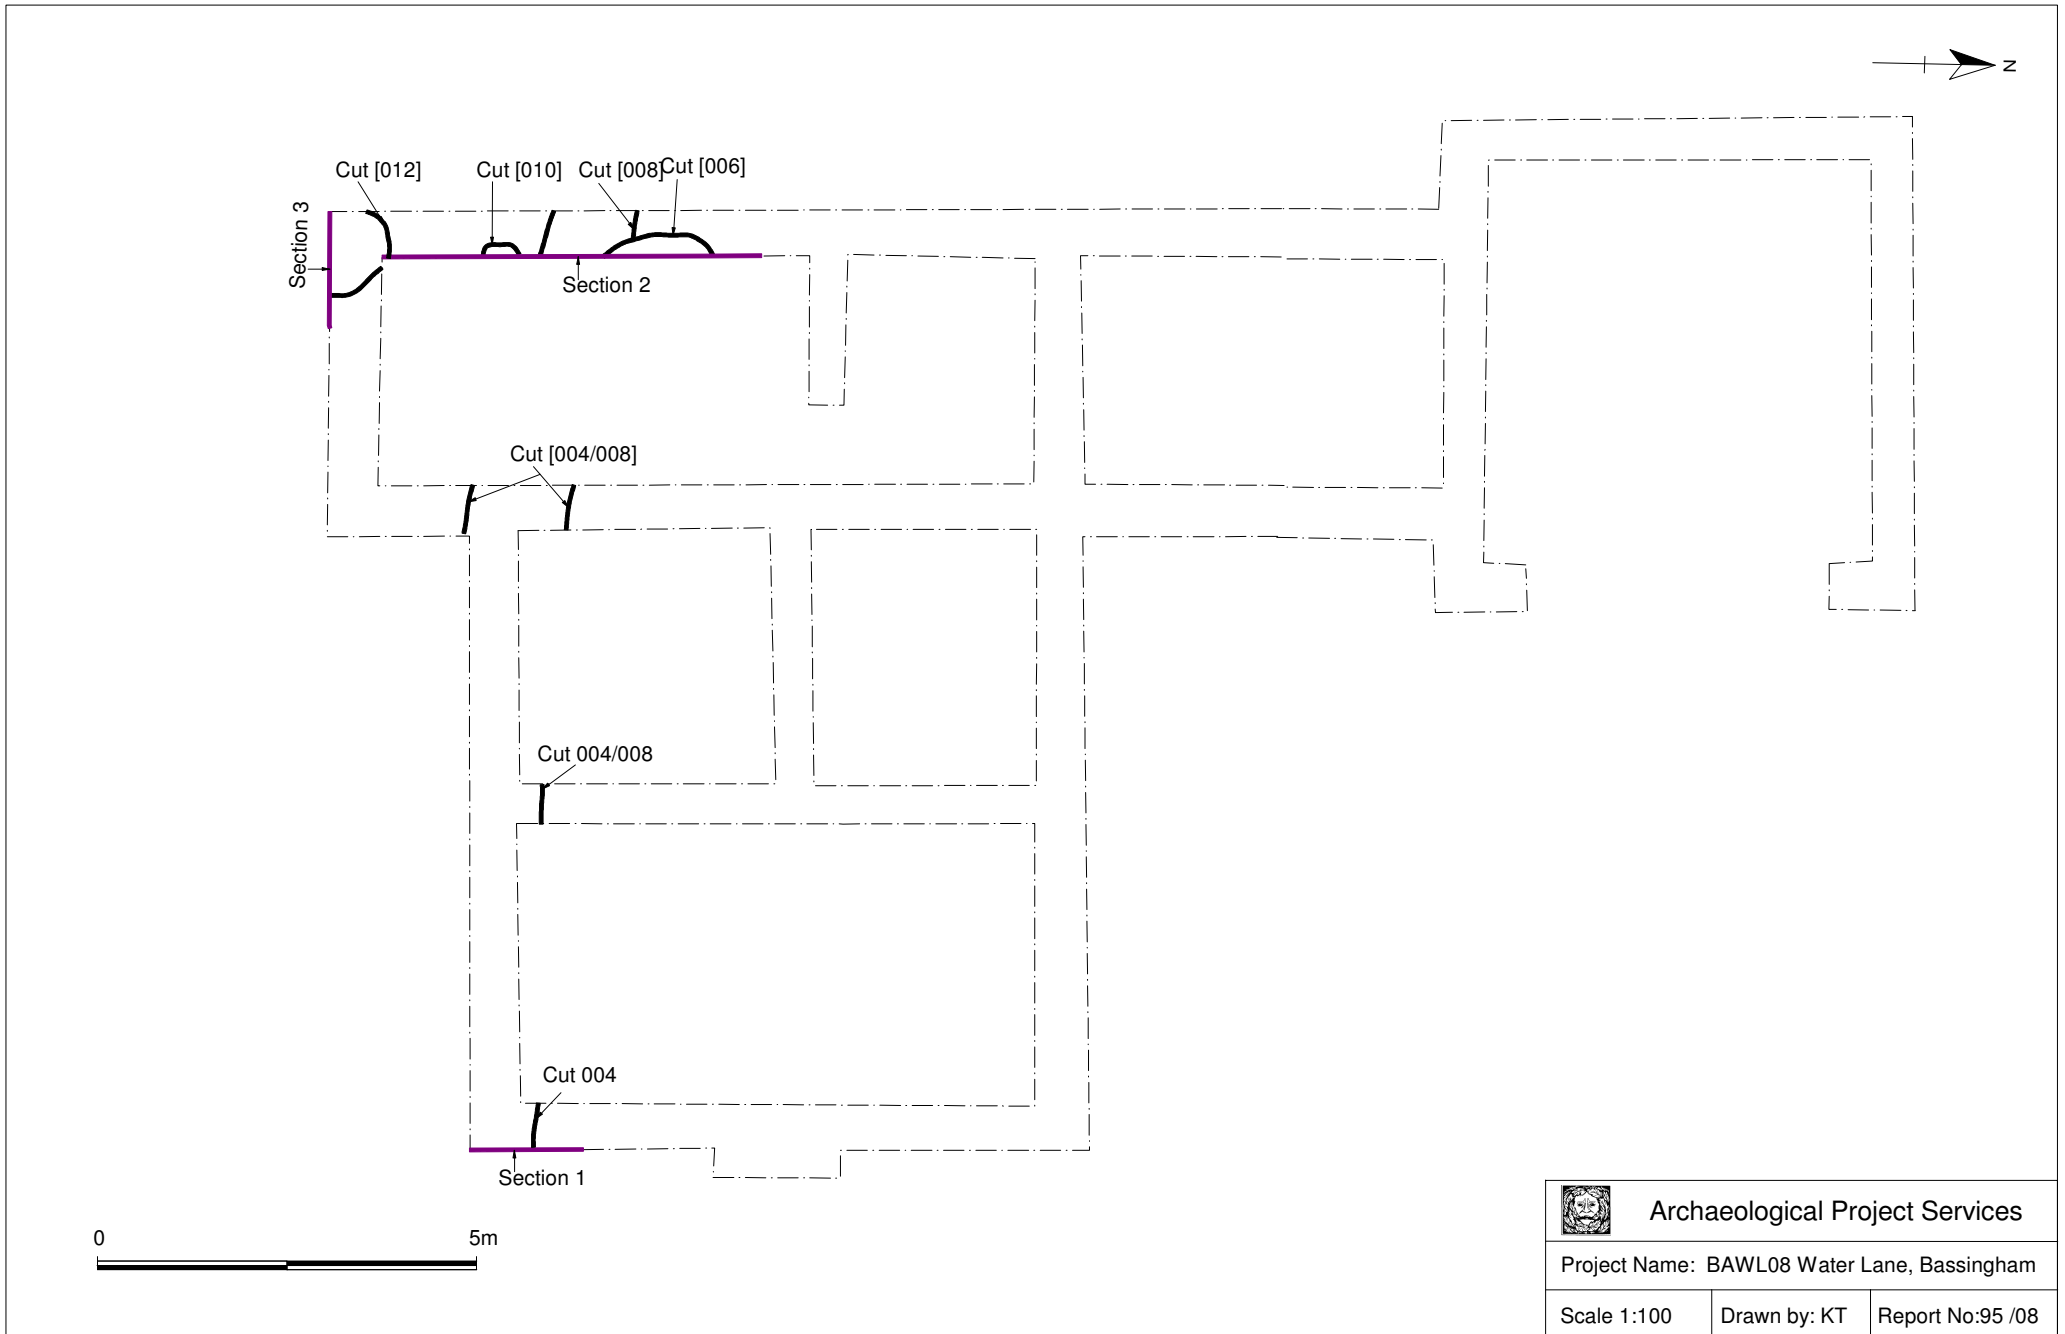 N
Cut [012]
Cut [010]
Cut [008]
Cut [006]
Section 3
Section 2
Cut [004/008]
Cut 004/008
Cut 004
Section 1
0
5m
Archaeological Project Services
Project Name: BAWL08 Water Lane, Bassingham
Scale 1:100
Drawn by: KT
Report No:95 /08